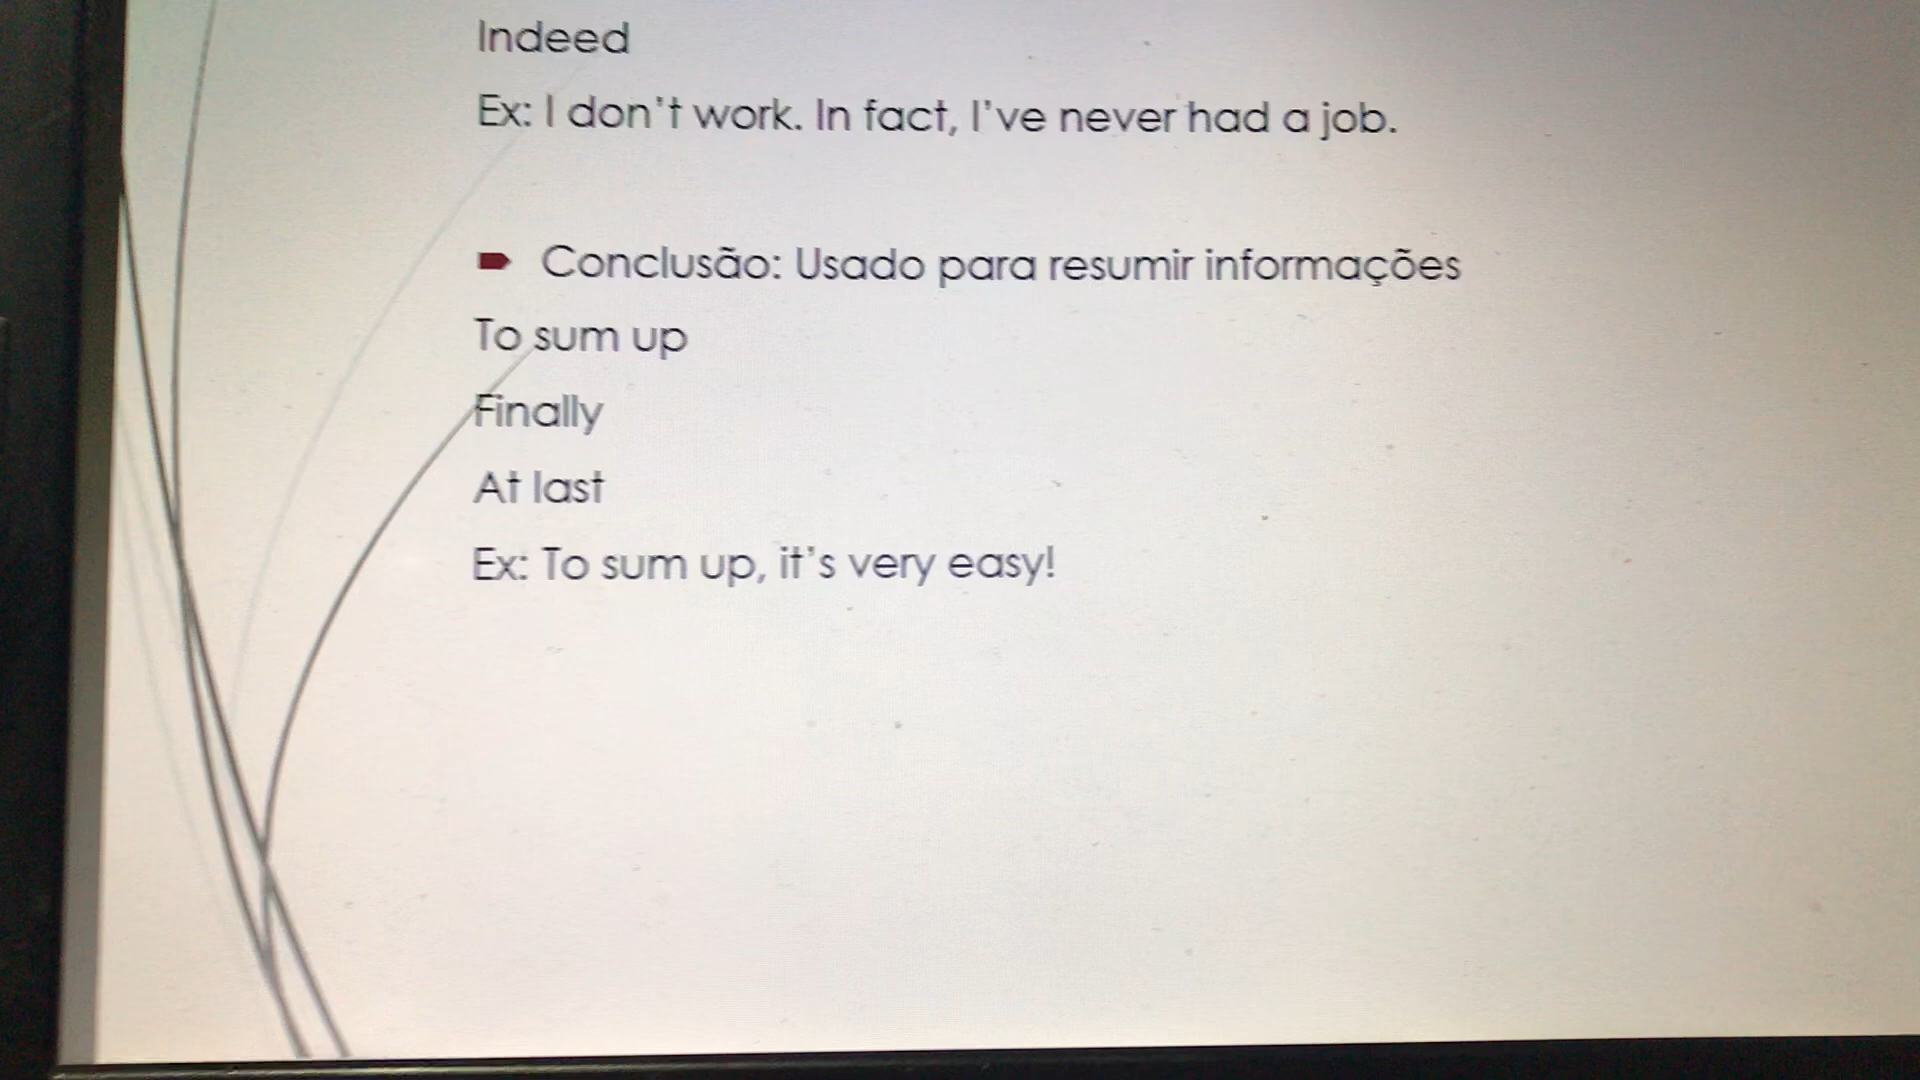 Indeed
Ex: I don't work. In fact, I've never had a job.
Conclusão: Usado para resumir informações
To sum up
Finally
At last
Ex: To sum up, it's very easy!